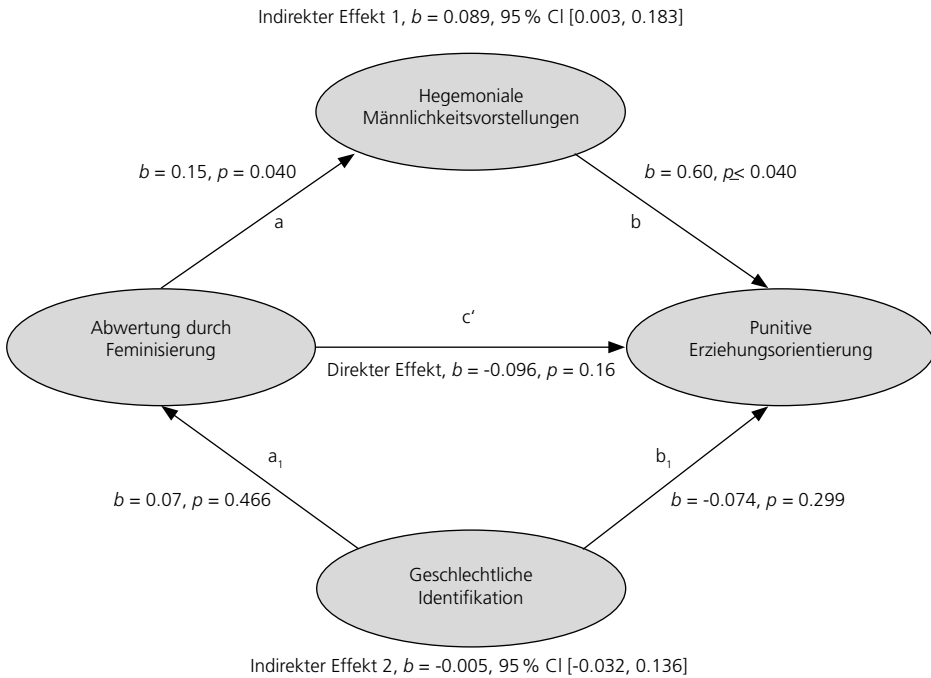 Indirekter Effekt 1, b = 0.089, 95 % Cl [0.003, 0.183]
Hegemoniale
Männlichkeitsvorstellungen
b = 0.15, p = 0.040
b = 0.60, p≤< 0.040
a
b
Abwertung durch
Feminisierung
c‘
Punitive
Erziehungsorientierung
Direkter Effekt, b = -0.096, p = 0.16
a₁
b₁
b = 0.07, p = 0.466
b = -0.074, p = 0.299
Geschlechtliche
Identifikation
Indirekter Effekt 2, b = -0.005, 95 % Cl [-0.032, 0.136]